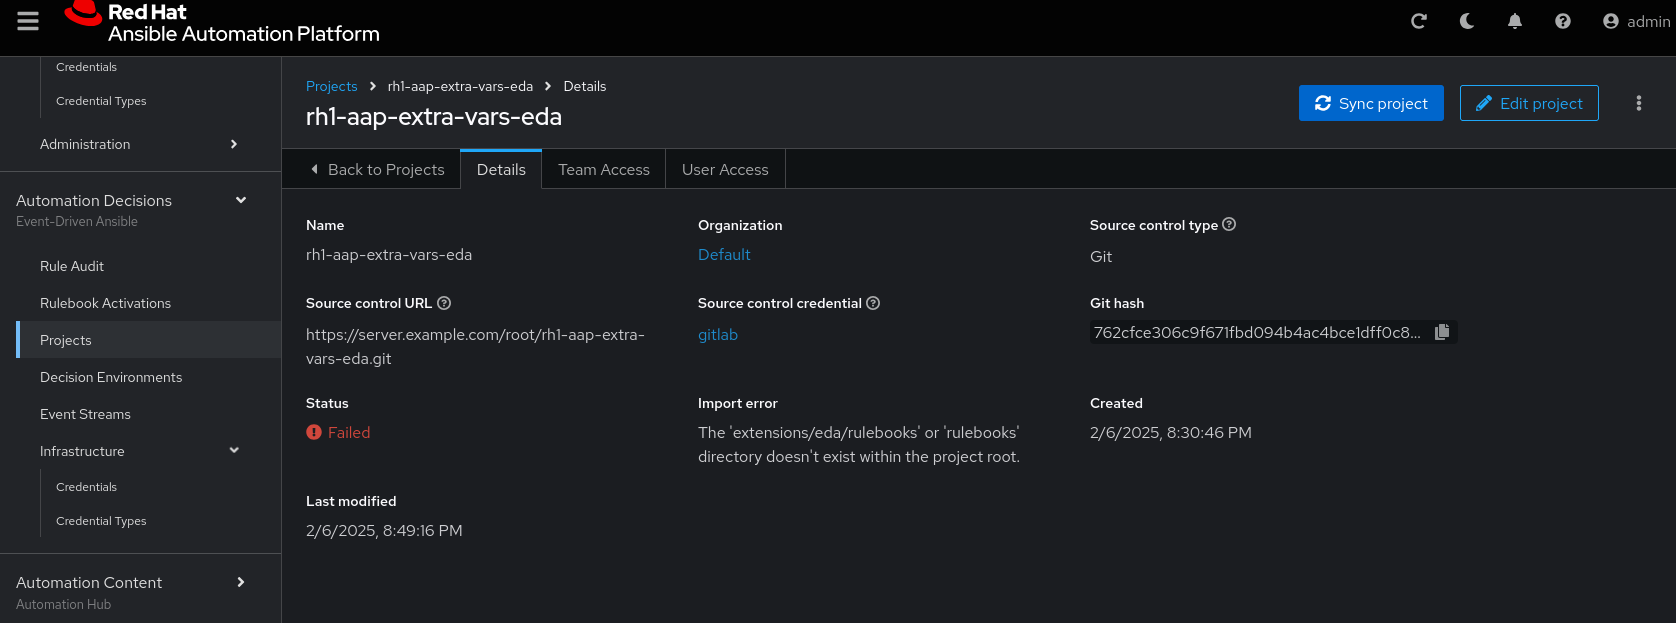 Red Hat
Ansible Automation Platform
admin
Credentials
Credential Types
Administration
Automation Decisions
Event-Driven Ansible
Rule Audit
Rulebook Activations
Projects
Decision Environments
Event Streams
Infrastructure
Credentials
Credential Types
Automation Content
Automation Hub
Projects > rh1-aap-extra-vars-eda > Details
rh1-aap-extra-vars-eda
Sync project
Edit project
Back to Projects
Details
Team Access
User Access
Name
rh1-aap-extra-vars-eda
Organization
Default
Source control type
Git
Source control URL
https://server.example.com/root/rh1-aap-extra-
vars-eda.git
Source control credential
gitlab
Git hash
762cfce306c9f671fbd094b4ac4bce1dff0c8...
Status
Failed
Import error
The 'extensions/eda/rulebooks' or 'rulebooks'
directory doesn't exist within the project root.
Created
2/6/2025, 8:30:46 PM
Last modified
2/6/2025, 8:49:16 PM